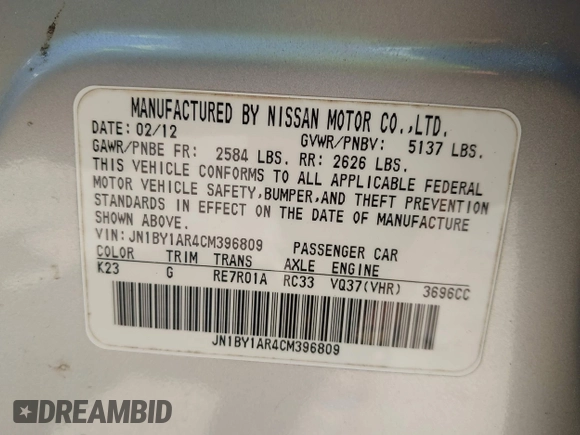 MANUFACTURED BY NISSAN MOTOR CO.,LTD.
DATE: 02/12 GVWR/PNBV: 5137 LBS.
GAWR/PNBE FR: 2584 LBS. RR: 2626 LBS.
THIS VEHICLE CONFORMS TO ALL APPLICABLE FEDERAL
MOTOR VEHICLE SAFETY,BUMPER,AND THEFT PREVENTION
STANDARDS IN EFFECT ON THE DATE OF MANUFACTURE
SHOWN ABOVE.
VIN: JN1BY1AR4CM396809 PASSENGER CAR
COLOR TRIM TRANS AXLE ENGINE
K23 G RE7R01A RC33 VQ37(VHR) 3696CC
JN1BY1AR4CM396809
DREAMBID